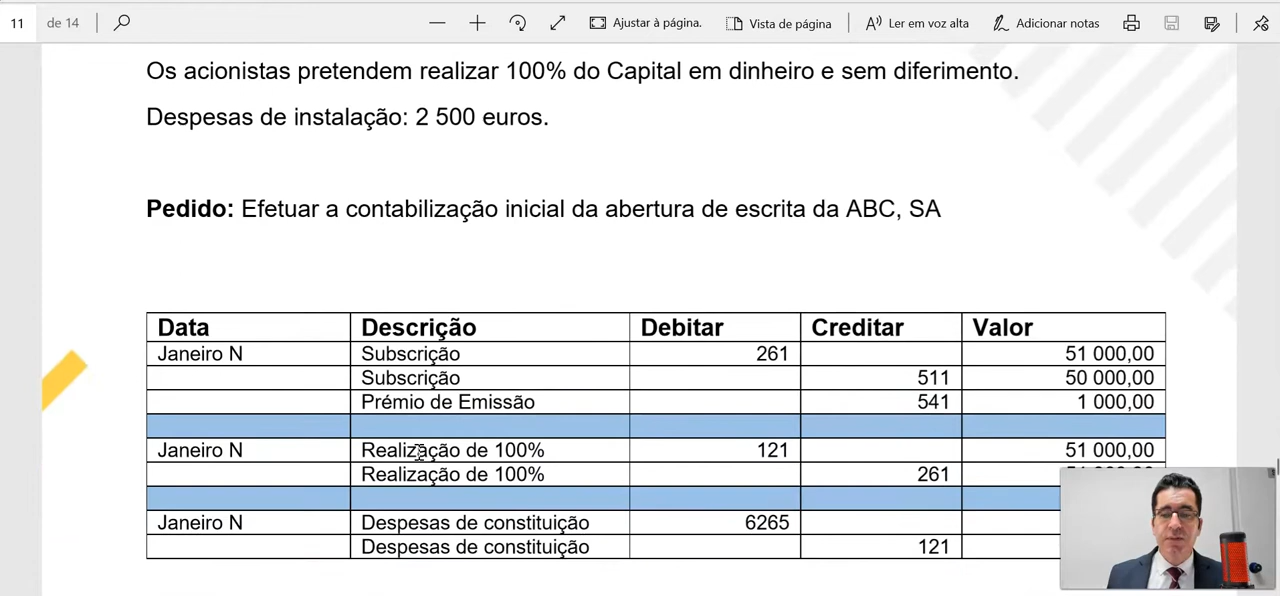 11 de 14 Ajustar à página. Vista de página Ler em voz alta Adicionar notas
Os acionistas pretendem realizar 100% do Capital em dinheiro e sem diferimento.
Despesas de instalação: 2 500 euros.
Pedido: Efetuar a contabilização inicial da abertura de escrita da ABC, SA
Data Descrição Debitar Creditar Valor
Janeiro N Subscrição 261 51 000,00
Subscrição 511 50 000,00
Prémio de Emissão 541 1 000,00
Janeiro N Realização de 100% 121 51 000,00
Realização de 100% 261
Janeiro N Despesas de constituição 6265
Despesas de constituição 121